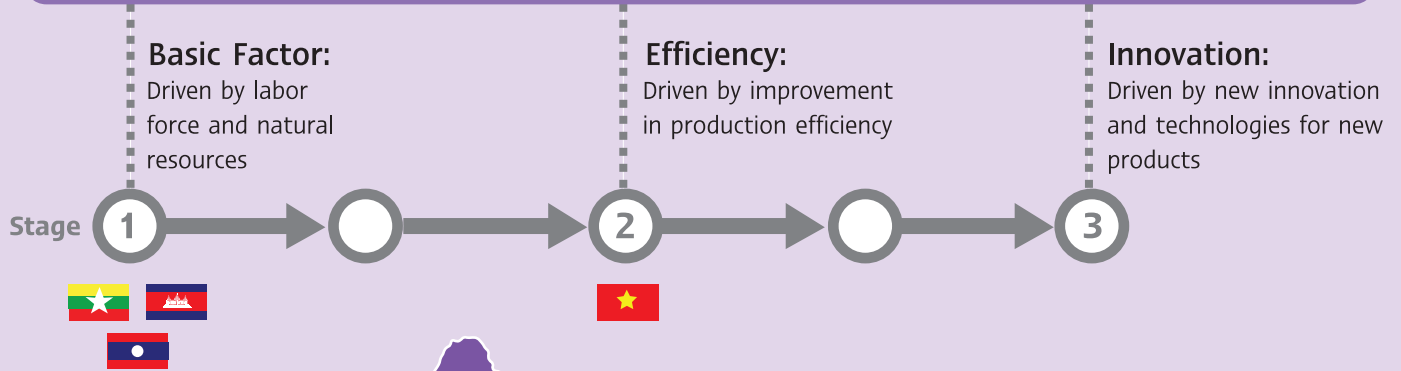 Basic Factor:
Driven by labor
force and natural
resources
Efficiency:
Driven by improvement
in production efficiency
Innovation:
Driven by new innovation
and technologies for new
products
Stage 1 2 3